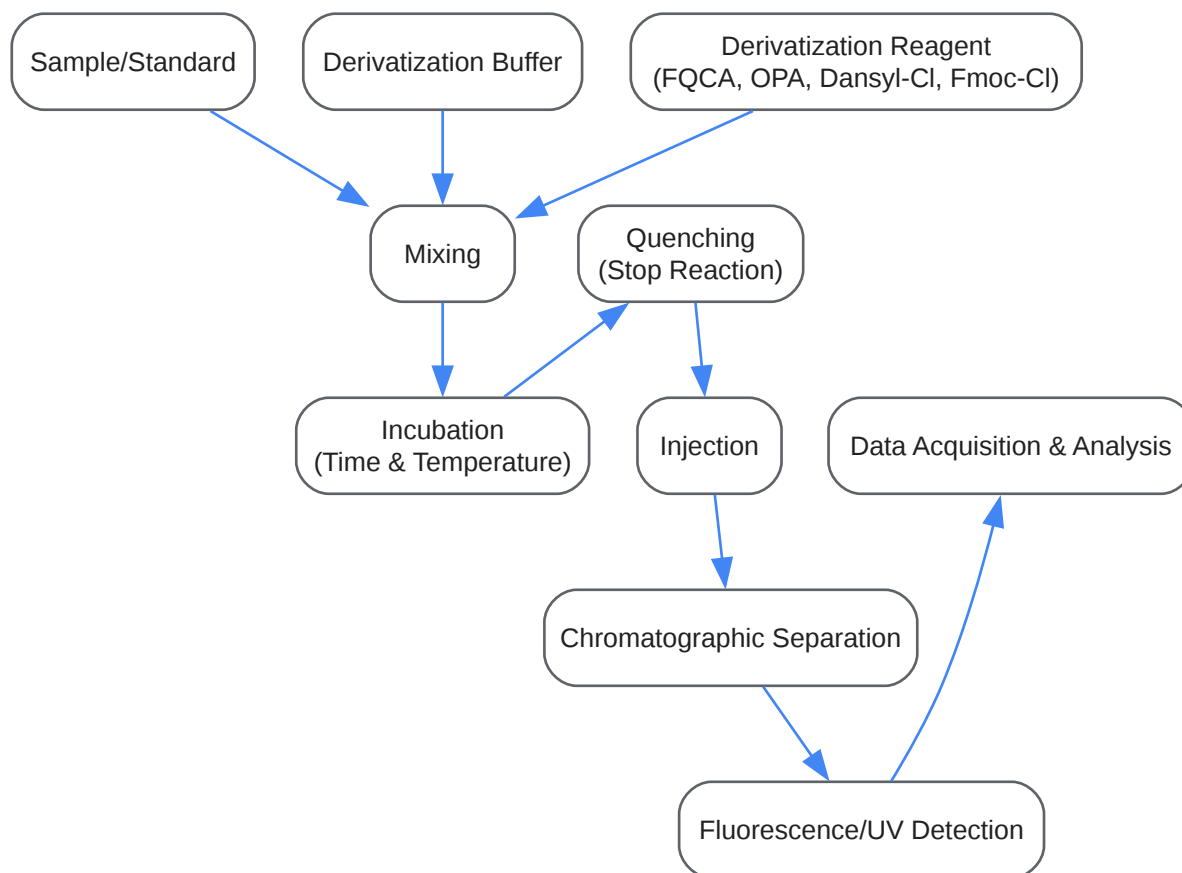 Sample/Standard
Derivatization Buffer
Derivatization Reagent
(FQCA, OPA, Dansyl-Cl, Fmoc-Cl)
Mixing
Quenching
(Stop Reaction)
Incubation
(Time & Temperature)
Injection
Data Acquisition & Analysis
Chromatographic Separation
Fluorescence/UV Detection